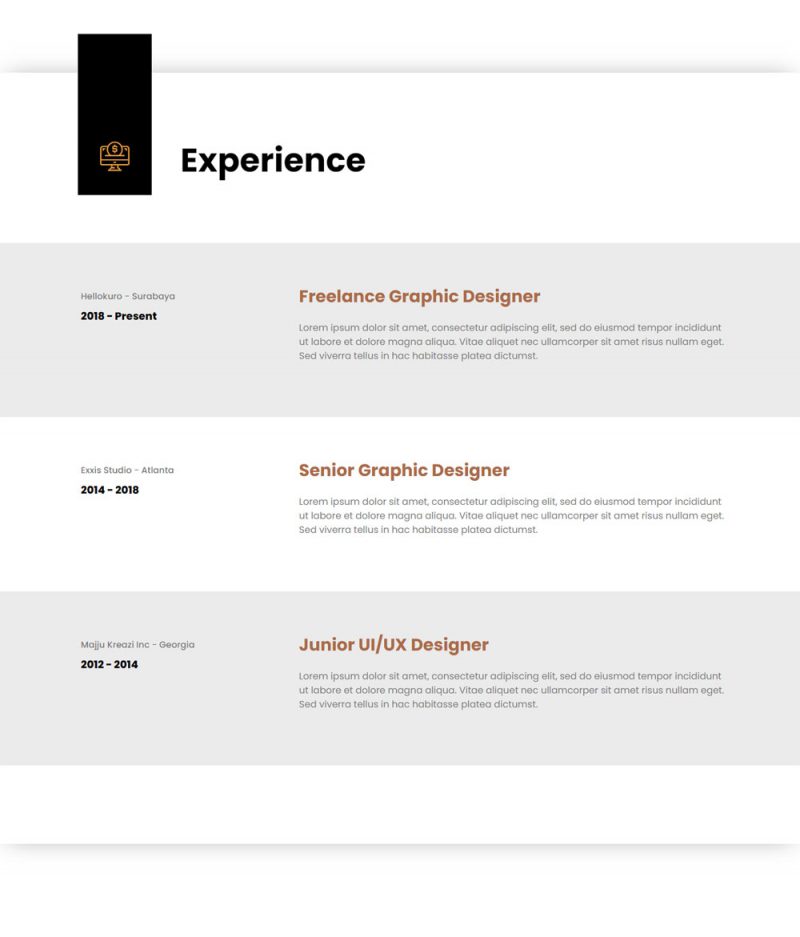 $
Experience
Hellokuro - Surabaya
2018 - Present
Freelance Graphic Designer
Lorem ipsum dolor sit amet, consectetur adipiscing elit, sed do eiusmod tempor incididunt
ut labore et dolore magna aliqua. Vitae aliquet nec ullamcorper sit amet risus nullam eget.
Sed viverra tellus in hac habitasse platea dictumst.
Exxis Studio - Atlanta
2014 - 2018
Senior Graphic Designer
Lorem ipsum dolor sit amet, consectetur adipiscing elit, sed do eiusmod tempor incididunt
ut labore et dolore magna aliqua. Vitae aliquet nec ullamcorper sit amet risus nullam eget.
Sed viverra tellus in hac habitasse platea dictumst.
Majju Kreazi Inc - Georgia
2012 - 2014
Junior UI/UX Designer
Lorem ipsum dolor sit amet, consectetur adipiscing elit, sed do eiusmod tempor incididunt
ut labore et dolore magna aliqua. Vitae aliquet nec ullamcorper sit amet risus nullam eget.
Sed viverra tellus in hac habitasse platea dictumst.